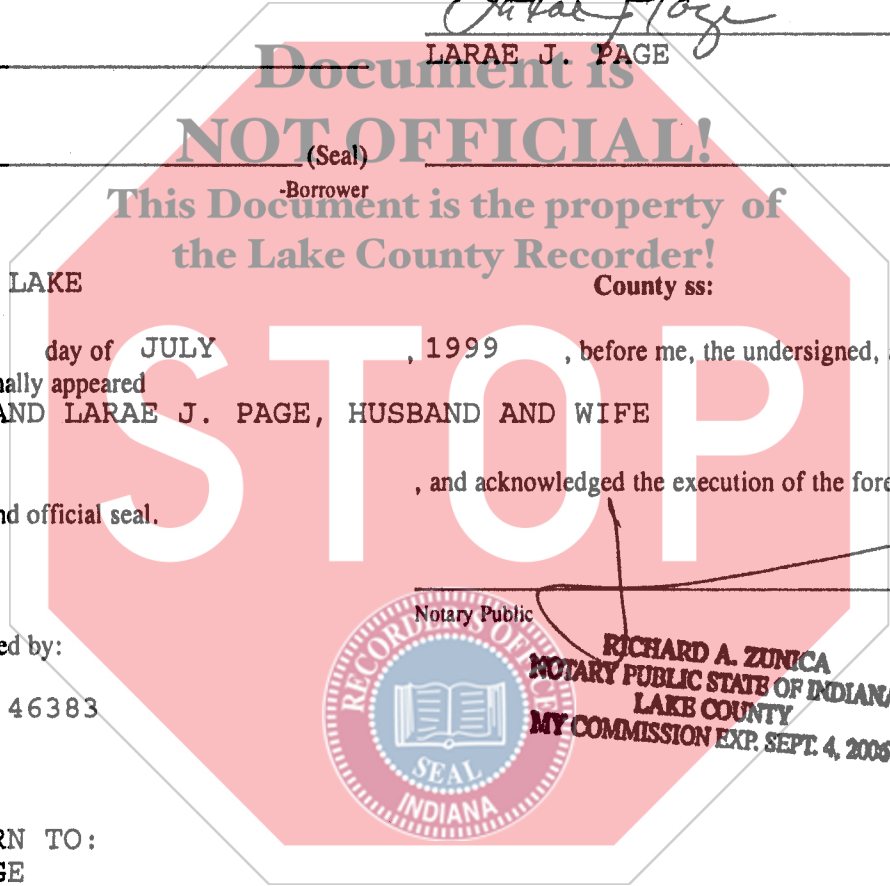 LARAE J. PAGE
Document is
NOT OFFICIAL!
(Seal)
-Borrower
This Document is the property of
the Lake County Recorder!
LAKE
County ss:
day of JULY , 1999 , before me, the undersigned,
nally appeared
AND LARAE J. PAGE, HUSBAND AND WIFE
STOP
, and acknowledged the execution of the fore
nd official seal.
Notary Public
ed by:
RICHARD A. ZUNICA
NOTARY PUBLIC STATE OF INDIANA
LAKE COUNTY
MY COMMISSION EXP. SEPT. 4, 2006
46383
RECORDER'S OFFICE
SEAL
INDIANA
RN TO:
GE